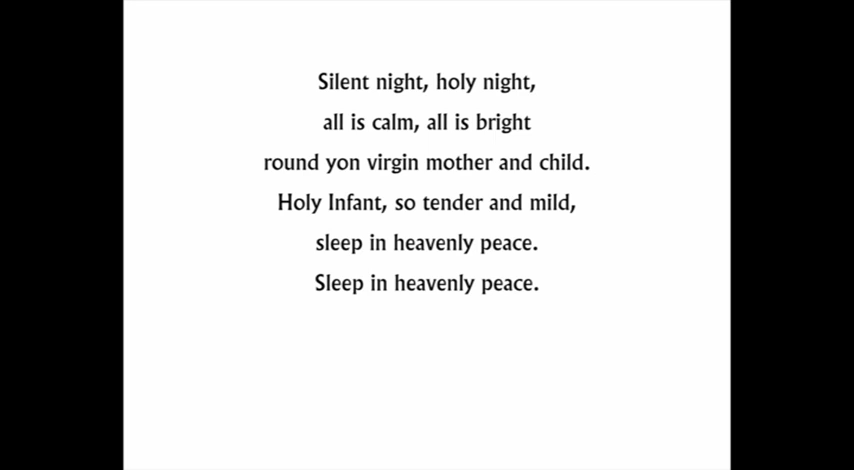 Silent night, holy night,
all is calm, all is bright
round yon virgin mother and child.
Holy Infant, so tender and mild,
sleep in heavenly peace.
Sleep in heavenly peace.